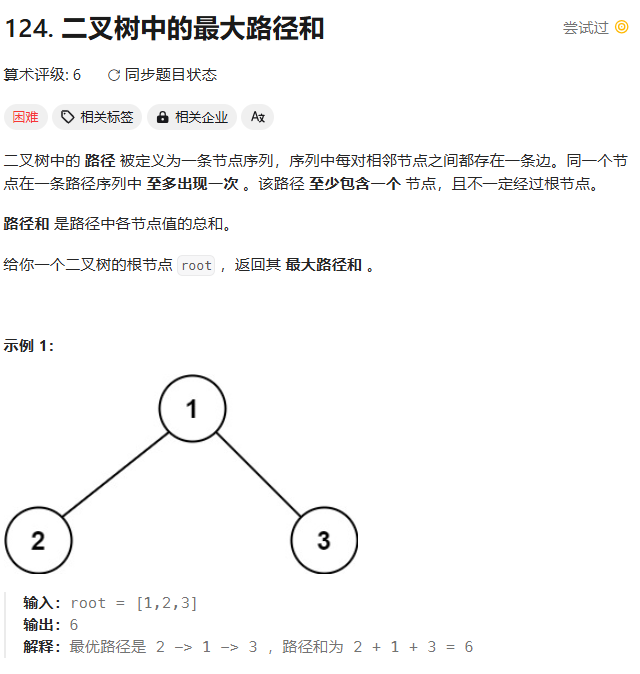 124. 二叉树中的最大路径和
尝试过
算术评级: 6 同步题目状态
困难 相关标签 相关企业 Aあ
二叉树中的 路径 被定义为一条节点序列，序列中每对相邻节点之间都存在一条边。同一个节
点在一条路径序列中 至多出现一次 。该路径 至少包含一个 节点，且不一定经过根节点。
路径和 是路径中各节点值的总和。
给你一个二叉树的根节点 root ，返回其 最大路径和 。
示例 1：
1
2 3
输入：root = [1,2,3]
输出：6
解释：最优路径是 2 -> 1 -> 3 ，路径和为 2 + 1 + 3 = 6